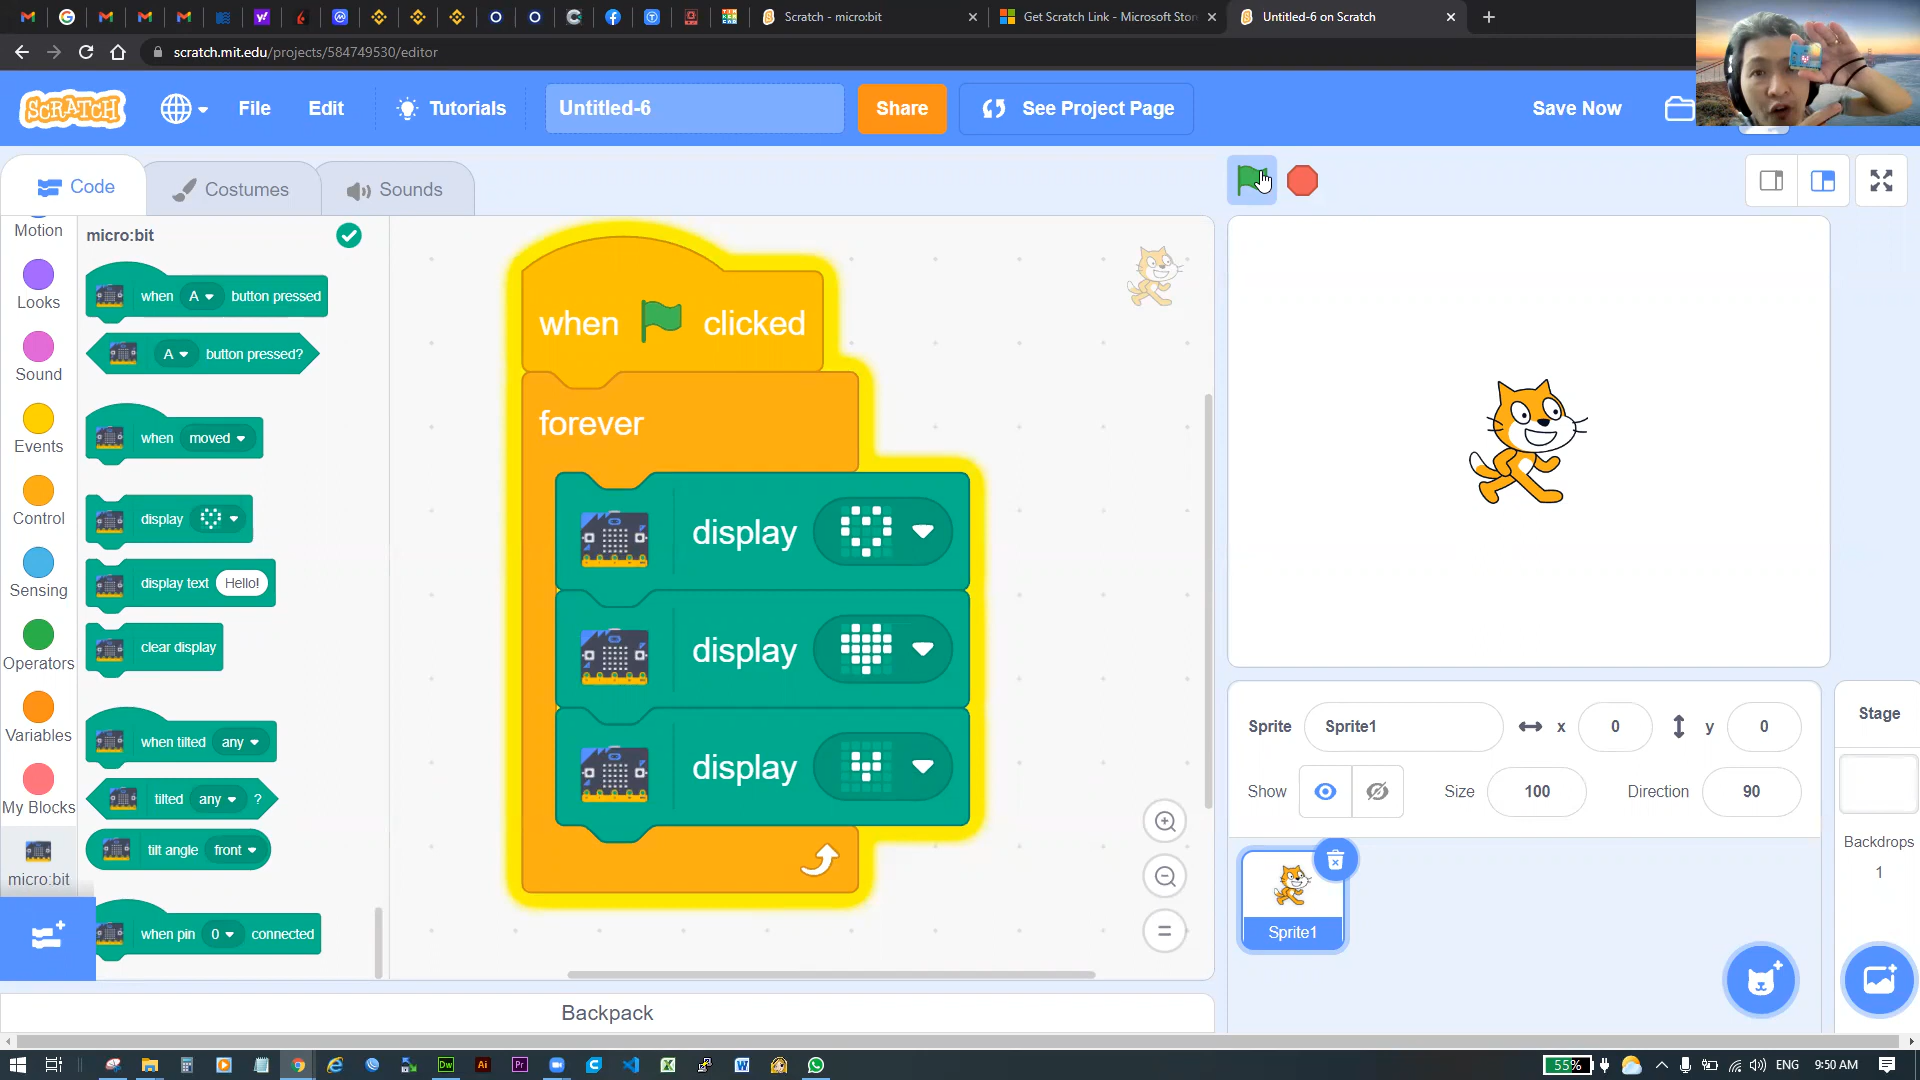 Scratch - micro:bit
Get Scratch Link - Microsoft Stor
Untitled-6 on Scratch
scratch.mit.edu/projects/584749530/editor
SCRATCH
File
Edit
Tutorials
Untitled-6
Share
See Project Page
Save Now
Code
Costumes
Sounds
Motion
Looks
Sound
Events
Control
Sensing
Operators
Variables
My Blocks
micro:bit
micro:bit
when A button pressed
A button pressed?
when moved
display
display text Hello!
clear display
when tilted any
tilted any ?
tilt angle front
when pin 0 connected
when clicked
forever
display
display
display
Sprite Sprite1 x 0 y 0
Show Size 100 Direction 90
Sprite1
Stage
Backdrops
1
Backpack
55% ENG 9:50 AM